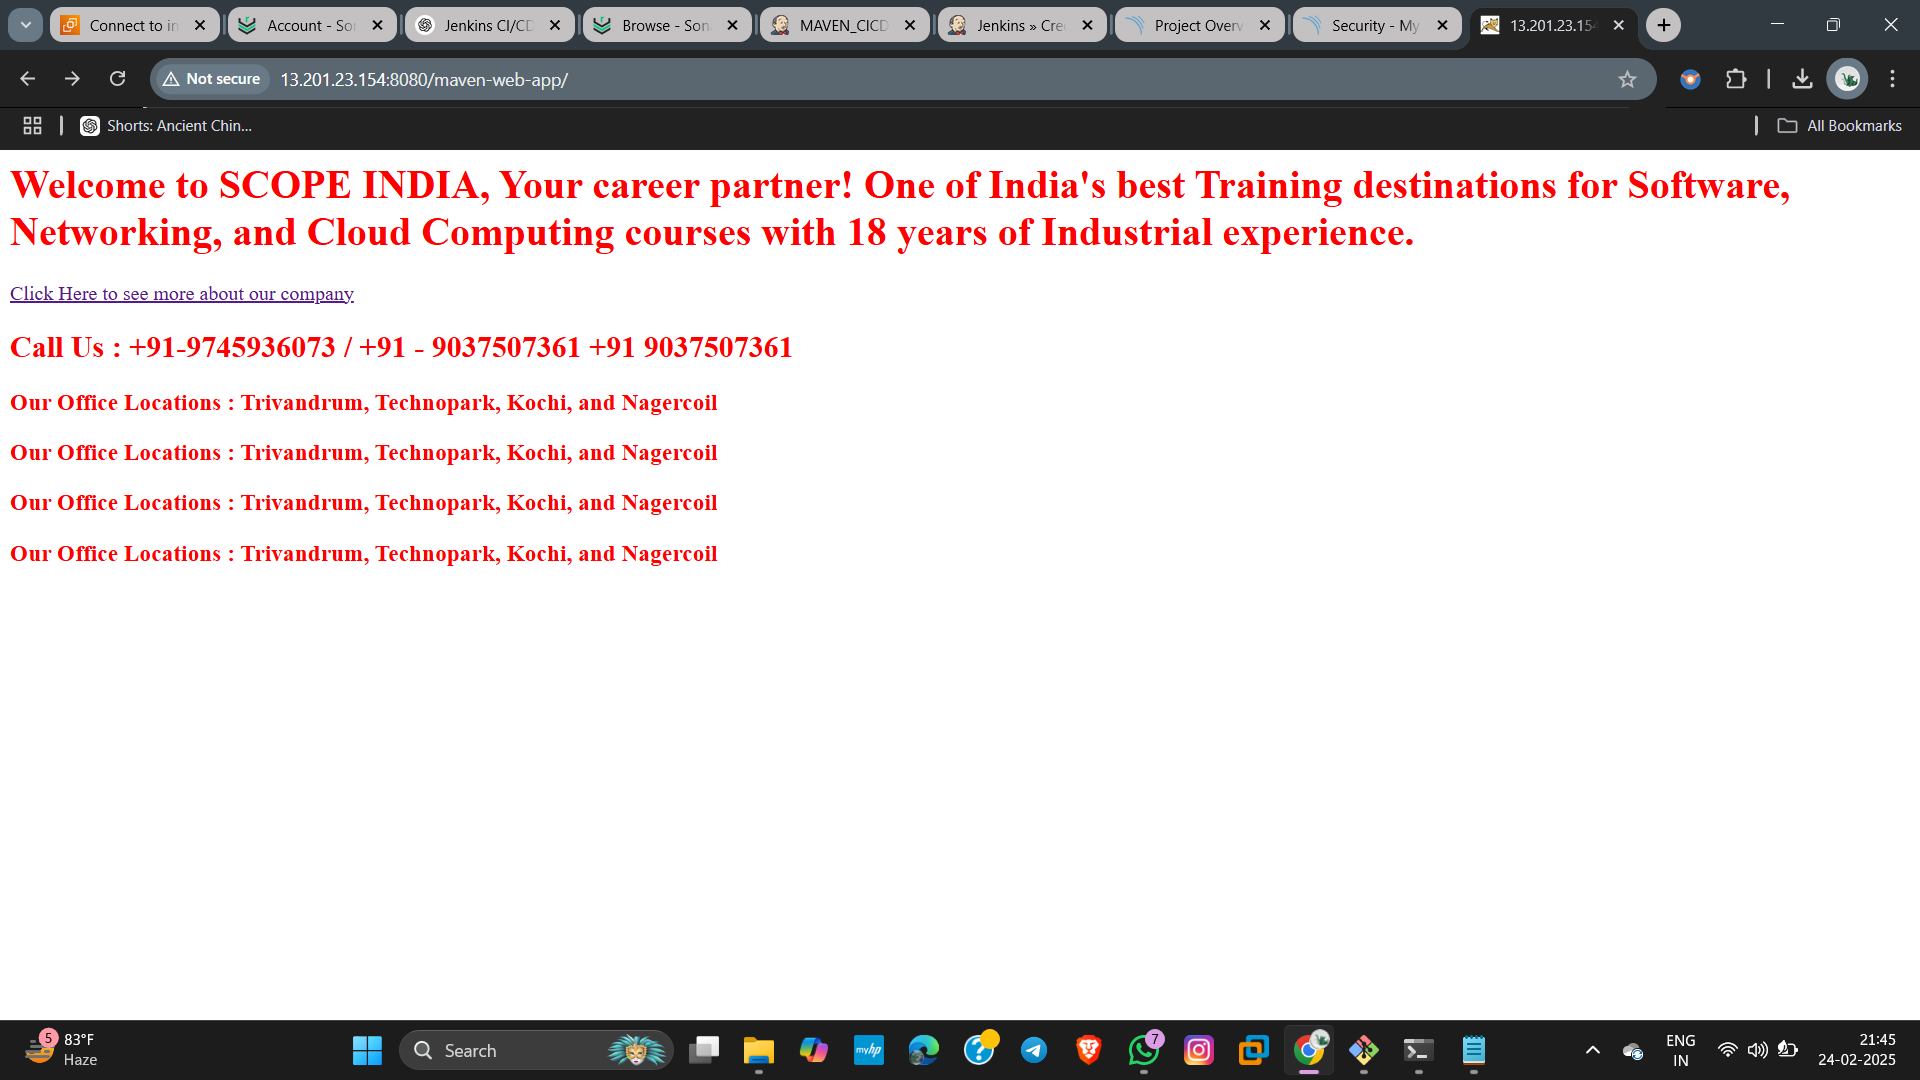 Connect to in
Account - Son
Jenkins CI/CD
Browse - Sona
MAVEN_CICD
Jenkins » Cred
Project Overv
Security - My
13.201.23.154
Not secure
13.201.23.154:8080/maven-web-app/
Shorts: Ancient Chin...
All Bookmarks
Welcome to SCOPE INDIA, Your career partner! One of India's best Training destinations for Software,
Networking, and Cloud Computing courses with 18 years of Industrial experience.
Click Here to see more about our company
Call Us : +91-9745936073 / +91 - 9037507361 +91 9037507361
Our Office Locations : Trivandrum, Technopark, Kochi, and Nagercoil
Our Office Locations : Trivandrum, Technopark, Kochi, and Nagercoil
Our Office Locations : Trivandrum, Technopark, Kochi, and Nagercoil
Our Office Locations : Trivandrum, Technopark, Kochi, and Nagercoil
5
83°F
Haze
Search
myhp
7
ENG
IN
21:45
24-02-2025